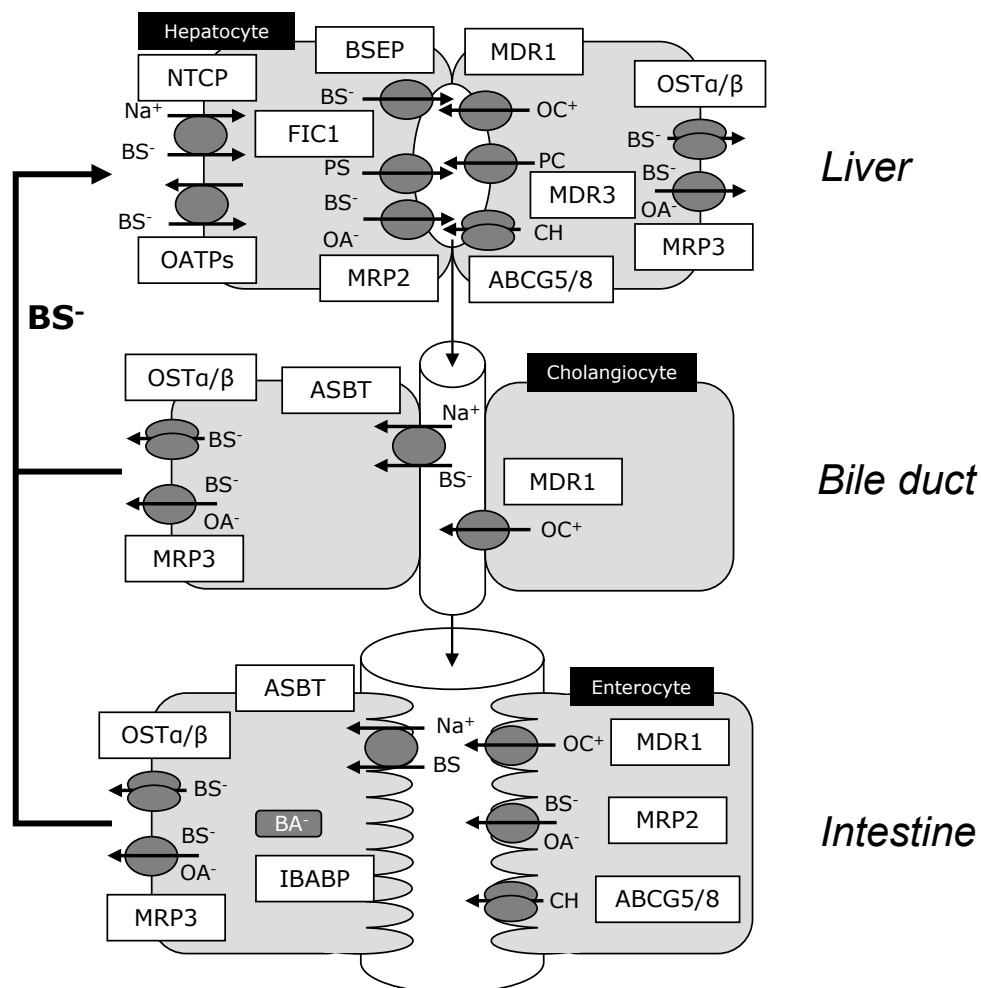 Hepatocyte
BSEP
MDR1
NTCP
OSTα/β
Na⁺
BS⁻
OC⁺
FIC1
BS⁻
BS⁻
PS
PC
BS⁻
MDR3
OA⁻
BS⁻
BS⁻
OA⁻
CH
OATPs
MRP2
ABCG5/8
MRP3
Liver
BS⁻
OSTα/β
ASBT
Cholangiocyte
Na⁺
BS⁻
BS⁻
BS⁻
OA⁻
MDR1
OC⁺
MRP3
Bile duct
ASBT
Enterocyte
OSTα/β
Na⁺
OC⁺
MDR1
BS
BS⁻
BS⁻
OA⁻
MRP2
BA⁻
BS⁻
OA⁻
IBABP
CH
ABCG5/8
MRP3
Intestine